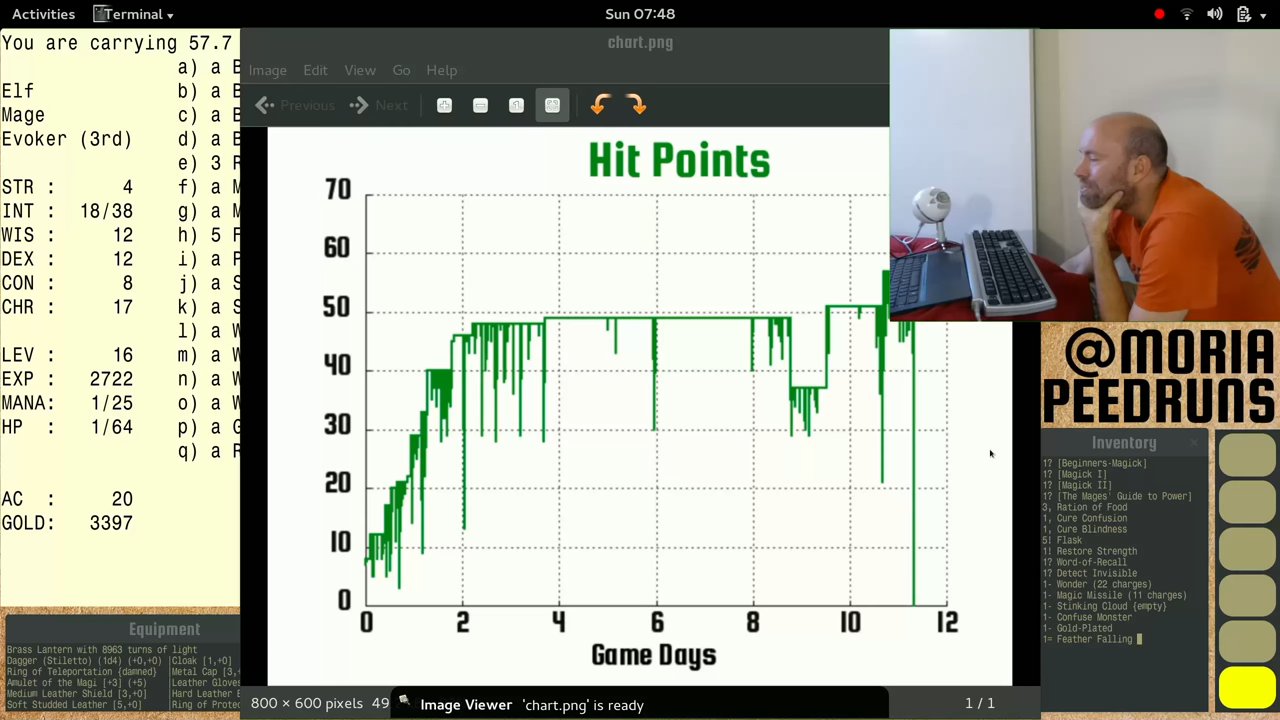 Activities
Terminal
Sun 07:48
You are carrying 57.7
a) a B
Elf b) a B
Mage c) a B
Evoker (3rd) d) a B
e) 3 R
STR : 4 f) a M
INT : 18/38 g) a M
WIS : 12 h) 5 F
DEX : 12 i) a P
CON : 8 j) a S
CHR : 17 k) a S
l) a W
LEV : 16 m) a W
EXP : 2722 n) a W
MANA: 1/25 o) a W
HP : 1/64 p) a G
q) a R
AC : 20
GOLD: 3397
chart.png
Image Edit View Go Help
Previous Next
Hit Points
70
60
50
40
30
20
10
0
0 2 4 6 8 10 12
Game Days
800 × 600 pixels 49
Image Viewer 'chart.png' is ready
1 / 1
@MORIA
PEEDRUNS
Inventory
1? [Beginners-Magick]
1? [Magick I]
1? [Magick II]
1? [The Mages' Guide to Power]
3, Ration of Food
1, Cure Confusion
1, Cure Blindness
5! Flask
1! Restore Strength
1? Word-of-Recall
1? Detect Invisible
1- Wonder (22 charges)
1- Magic Missile (11 charges)
1- Stinking Cloud {empty}
1- Confuse Monster
1- Gold-Plated
1= Feather Falling
Equipment
Brass Lantern with 8963 turns of light
Dagger (Stiletto) (1d4) (+0,+0) |Cloak [1,+0]
Ring of Teleportation {damned} |Metal Cap [3,+
Amulet of the Magi [+3] (+5) |Leather Gloves
Medium Leather Shield [3,+0] |Hard Leather B
Soft Studded Leather [5,+0] |Ring of Protec